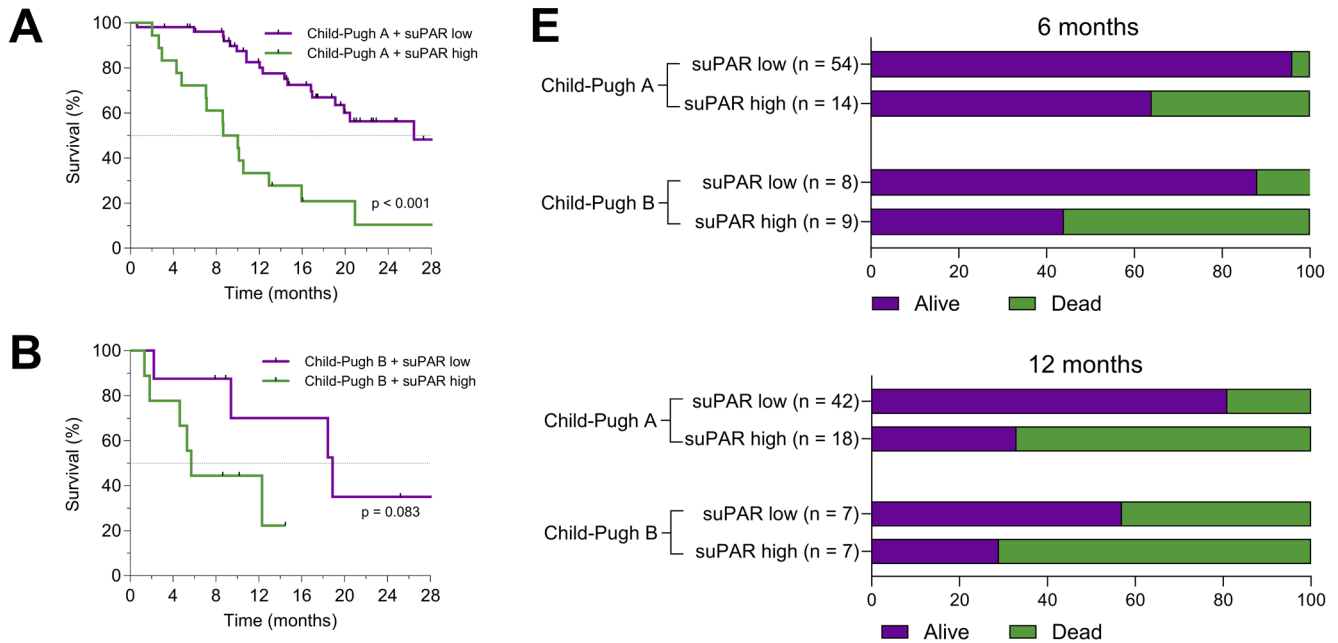 A
100
80
60
40
20
0
Survival (%)
Child-Pugh A + suPAR low
Child-Pugh A + suPAR high
p < 0.001
0 4 8 12 16 20 24 28
Time (months)
B
100
80
60
40
20
0
Survival (%)
Child-Pugh B + suPAR low
Child-Pugh B + suPAR high
p = 0.083
0 4 8 12 16 20 24 28
Time (months)
E
6 months
Child-Pugh A
suPAR low (n = 54)
suPAR high (n = 14)
Child-Pugh B
suPAR low (n = 8)
suPAR high (n = 9)
0 20 40 60 80 100
Alive Dead
12 months
Child-Pugh A
suPAR low (n = 42)
suPAR high (n = 18)
Child-Pugh B
suPAR low (n = 7)
suPAR high (n = 7)
0 20 40 60 80 100
Alive Dead